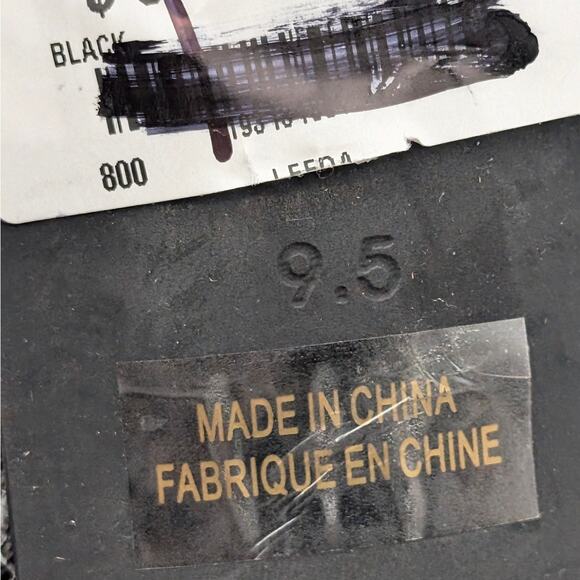 BLACK
800
9.5
MADE IN CHINA
FABRIQUE EN CHINE